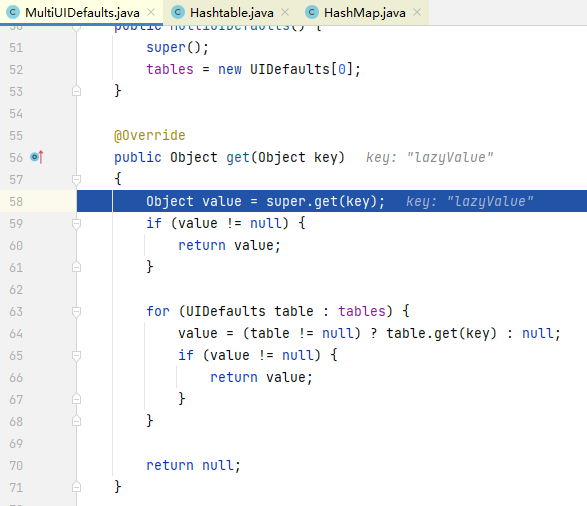 MultiUIDefaults.java × Hashtable.java × HashMap.java ×
50 public MultiUIDefaults() {
51 super();
52 tables = new UIDefaults[0];
53 }
54
55 @Override
56 public Object get(Object key) key: "lazyValue"
57 {
58 Object value = super.get(key); key: "lazyValue"
59 if (value != null) {
60 return value;
61 }
62
63 for (UIDefaults table : tables) {
64 value = (table != null) ? table.get(key) : null;
65 if (value != null) {
66 return value;
67 }
68 }
69
70 return null;
71 }